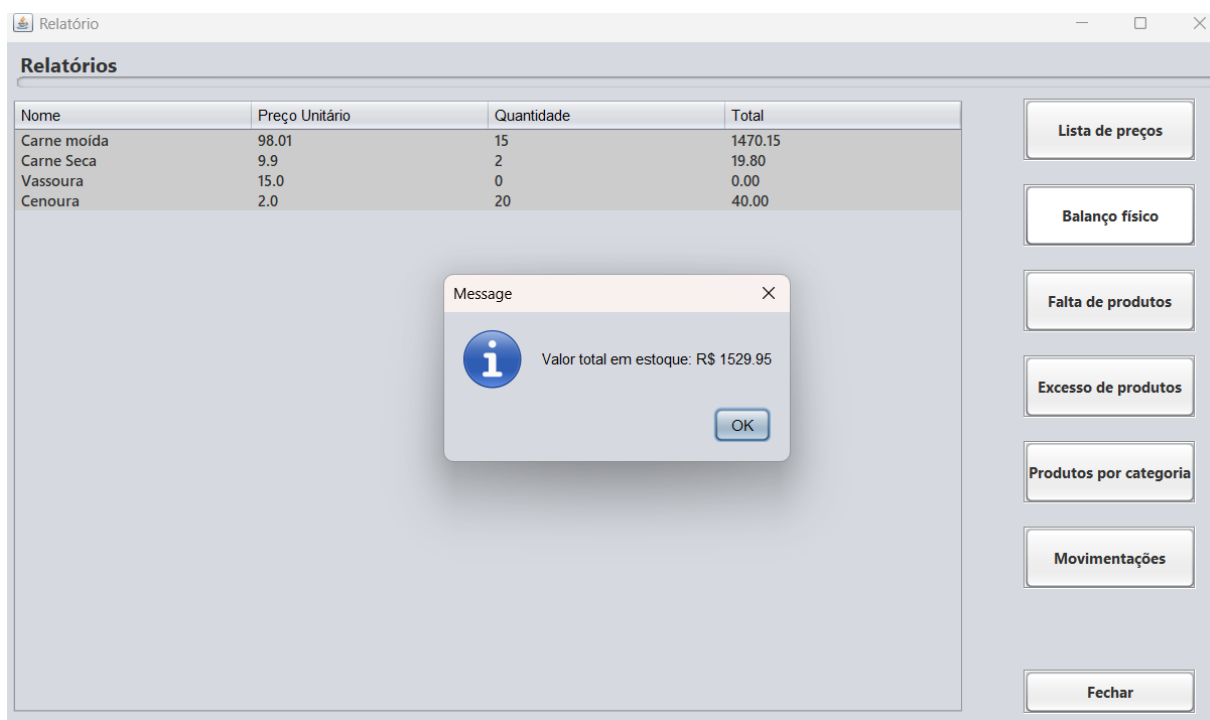 Relatório
Relatórios
Nome Preço Unitário Quantidade Total
Carne moída 98.01 15 1470.15
Carne Seca 9.9 2 19.80
Vassoura 15.0 0 0.00
Cenoura 2.0 20 40.00
Message
Valor total em estoque: R$ 1529.95
OK
Lista de preços
Balanço físico
Falta de produtos
Excesso de produtos
Produtos por categoria
Movimentações
Fechar